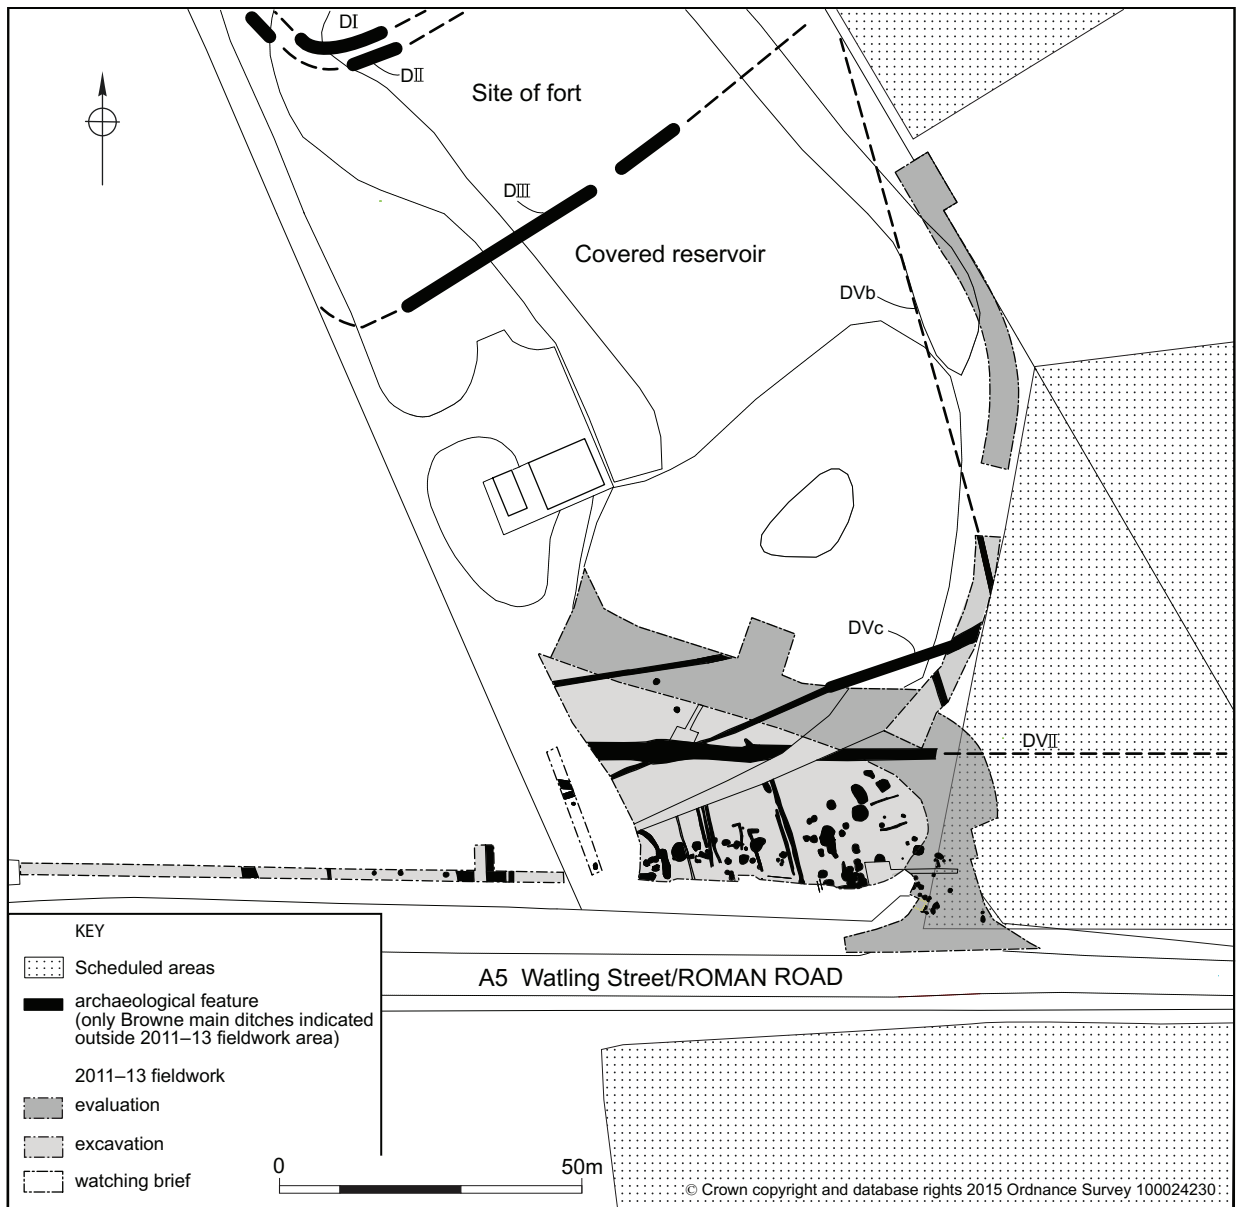 DI
DII
Site of fort
DIII
Covered reservoir
DVb
DVc
DVII
A5 Watling Street/ROMAN ROAD
KEY
Scheduled areas
archaeological feature
(only Browne main ditches indicated
outside 2011–13 fieldwork area)
2011–13 fieldwork
evaluation
excavation
watching brief
0
50m
© Crown copyright and database rights 2015 Ordnance Survey 100024230